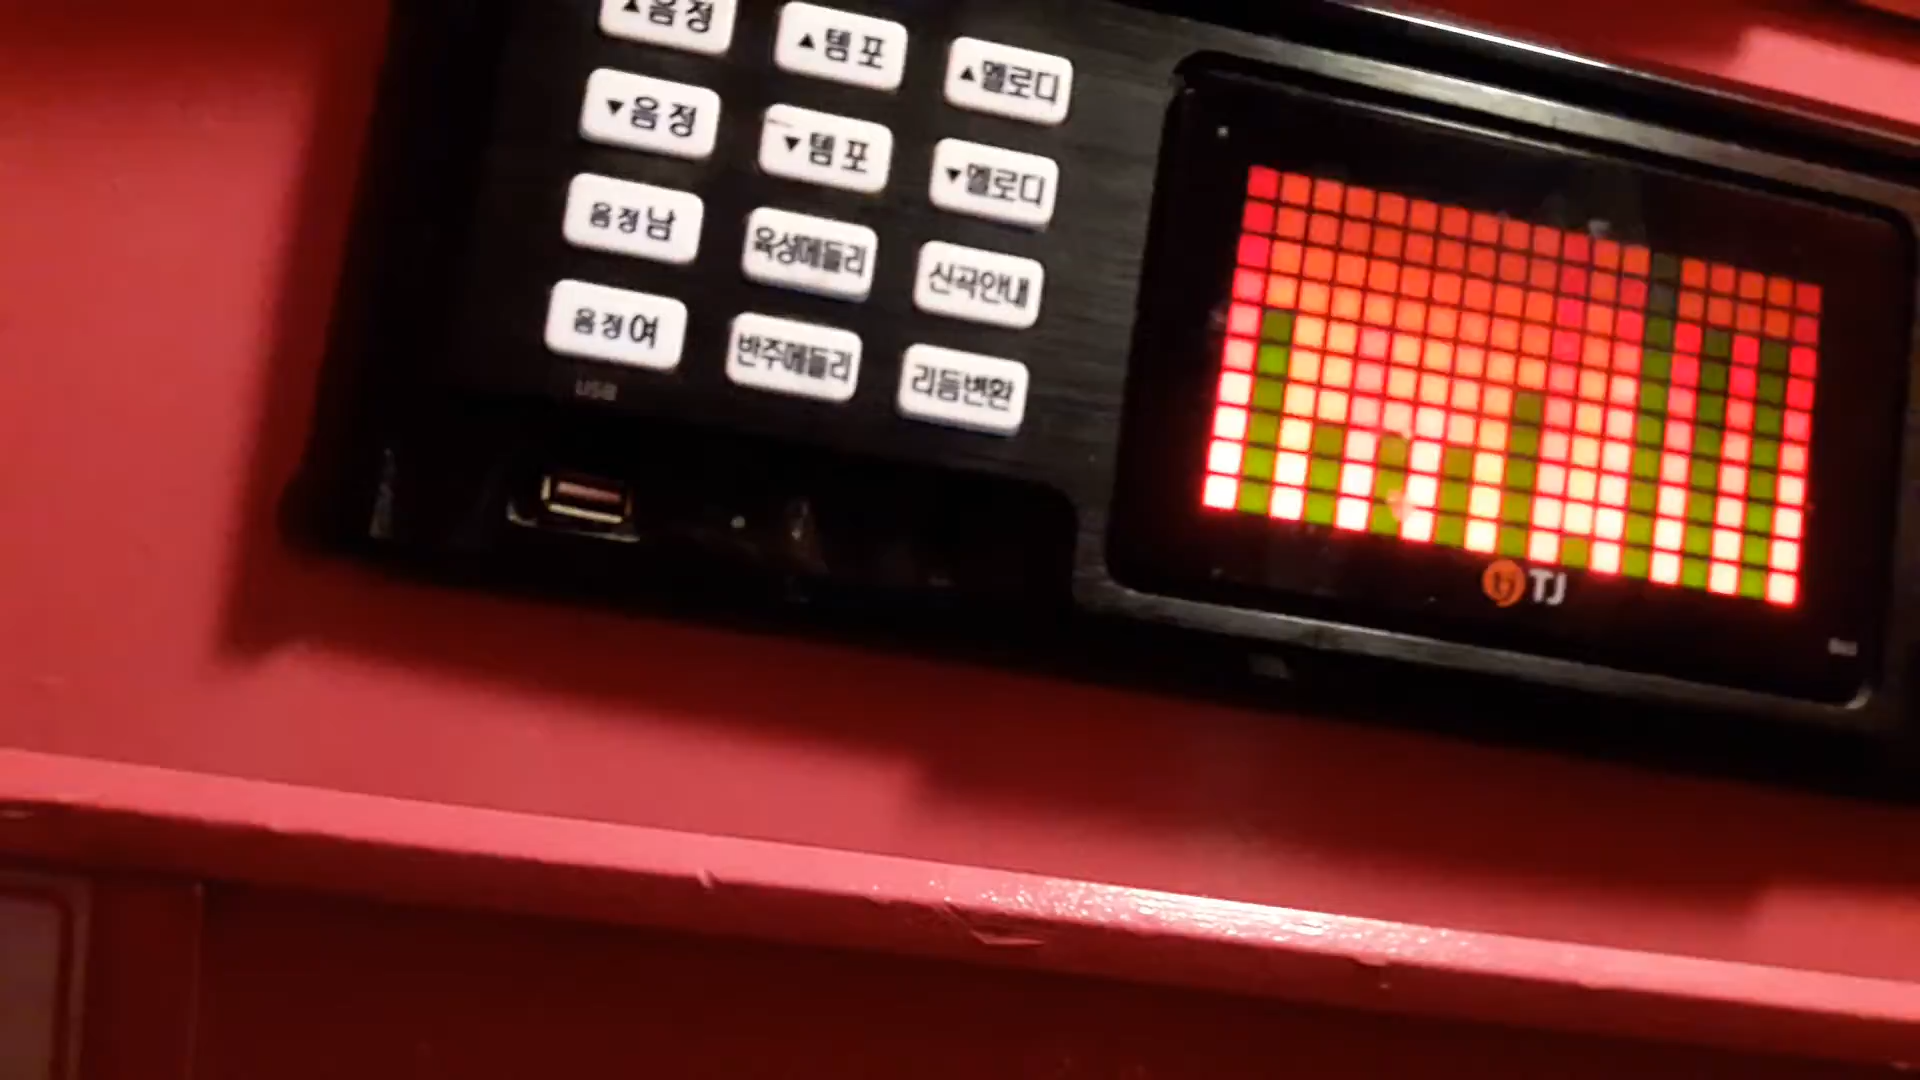 ▲음정 ▲템포 ▲멜로디
▼음정 ▼템포 ▼멜로디
음정남 육성메들리 신곡안내
음정여 반주메들리 리듬변환
USB
TJ